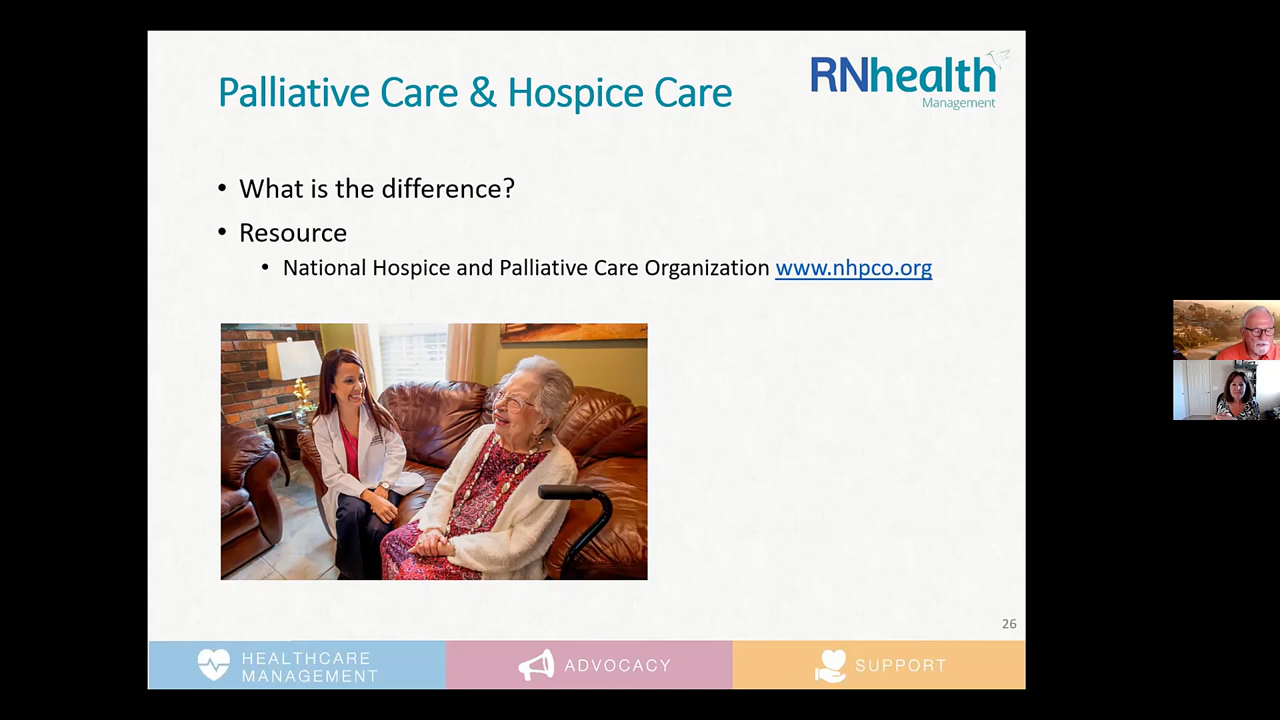 Palliative Care & Hospice Care
RNhealth
Management
• What is the difference?
• Resource
• National Hospice and Palliative Care Organization www.nhpco.org
26
HEALTHCARE
MANAGEMENT
ADVOCACY
SUPPORT